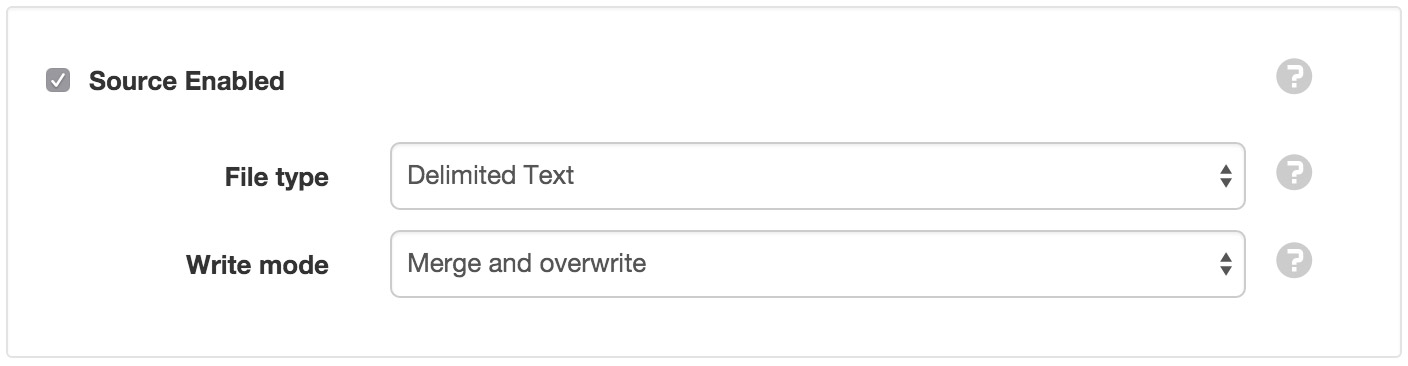 Source Enabled ?
File type Delimited Text ?
Write mode Merge and overwrite ?